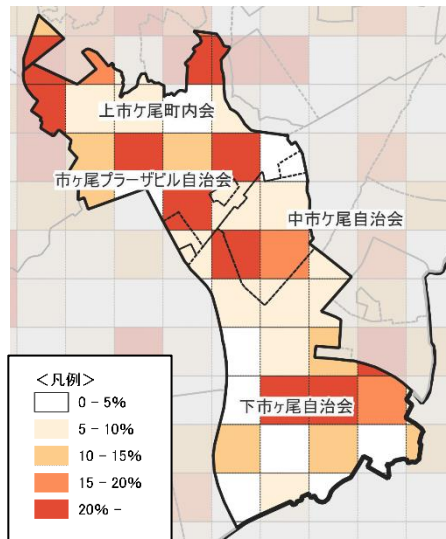 上市ケ尾町内会
市ヶ尾プラーザビル自治会
中市ケ尾自治会
下市ヶ尾自治会
＜凡例＞
0 - 5%
5 - 10%
10 - 15%
15 - 20%
20% -